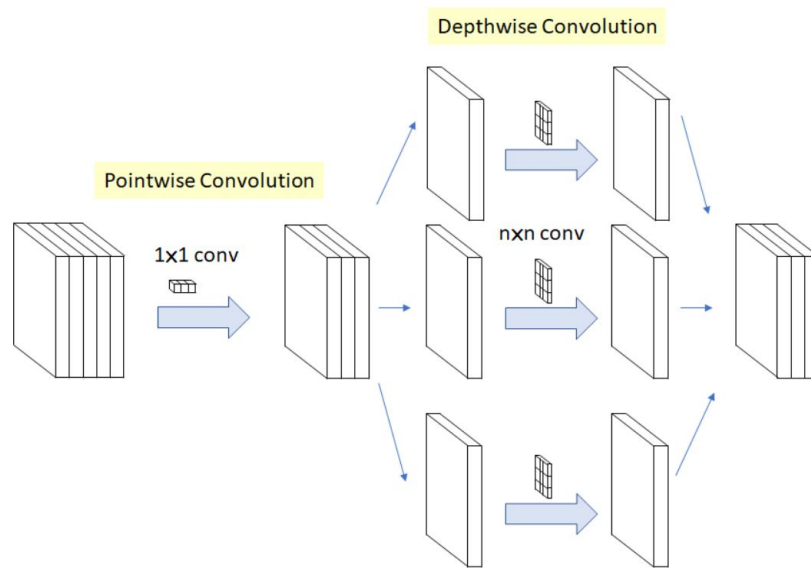 Depthwise Convolution
Pointwise Convolution
1x1 conv
nxn conv